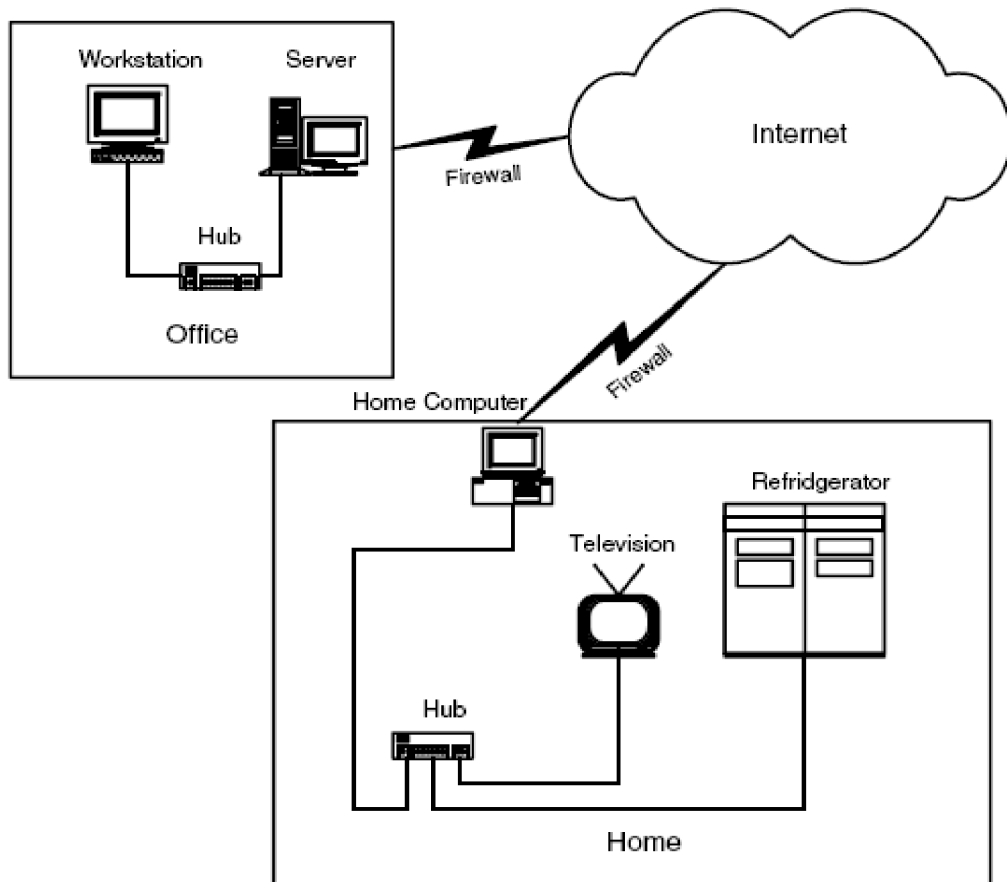 Workstation
Server
Hub
Office
Firewall
Internet
Firewall
Home Computer
Refridgerator
Television
Hub
Home